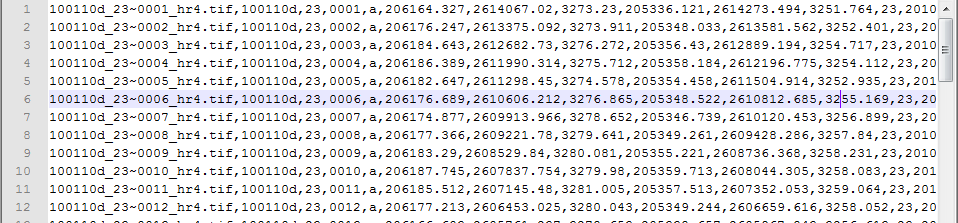 1 100110d_23~0001_hr4.tif,100110d,23,0001,a,206164.327,2614067.02,3273.23,205336.121,2614273.494,3251.764,23,2010
2 100110d_23~0002_hr4.tif,100110d,23,0002,a,206176.247,2613375.092,3273.911,205348.033,2613581.562,3252.401,23,20
3 100110d_23~0003_hr4.tif,100110d,23,0003,a,206184.643,2612682.73,3276.272,205356.43,2612889.194,3254.717,23,2010
4 100110d_23~0004_hr4.tif,100110d,23,0004,a,206186.389,2611990.314,3275.712,205358.184,2612196.775,3254.112,23,20
5 100110d_23~0005_hr4.tif,100110d,23,0005,a,206182.647,2611298.45,3274.578,205354.458,2611504.914,3252.935,23,201
6 100110d_23~0006_hr4.tif,100110d,23,0006,a,206176.689,2610606.212,3276.865,205348.522,2610812.685,3255.169,23,20
7 100110d_23~0007_hr4.tif,100110d,23,0007,a,206174.877,2609913.966,3278.652,205346.739,2610120.453,3256.899,23,20
8 100110d_23~0008_hr4.tif,100110d,23,0008,a,206177.366,2609221.78,3279.641,205349.261,2609428.286,3257.84,23,2010
9 100110d_23~0009_hr4.tif,100110d,23,0009,a,206183.29,2608529.84,3280.081,205355.221,2608736.368,3258.231,23,2010
10 100110d_23~0010_hr4.tif,100110d,23,0010,a,206187.745,2607837.754,3279.98,205359.713,2608044.305,3258.083,23,201
11 100110d_23~0011_hr4.tif,100110d,23,0011,a,206185.512,2607145.48,3281.005,205357.513,2607352.053,3259.064,23,201
12 100110d_23~0012_hr4.tif,100110d,23,0012,a,206177.213,2606453.025,3280.043,205349.244,2606659.616,3258.052,23,20